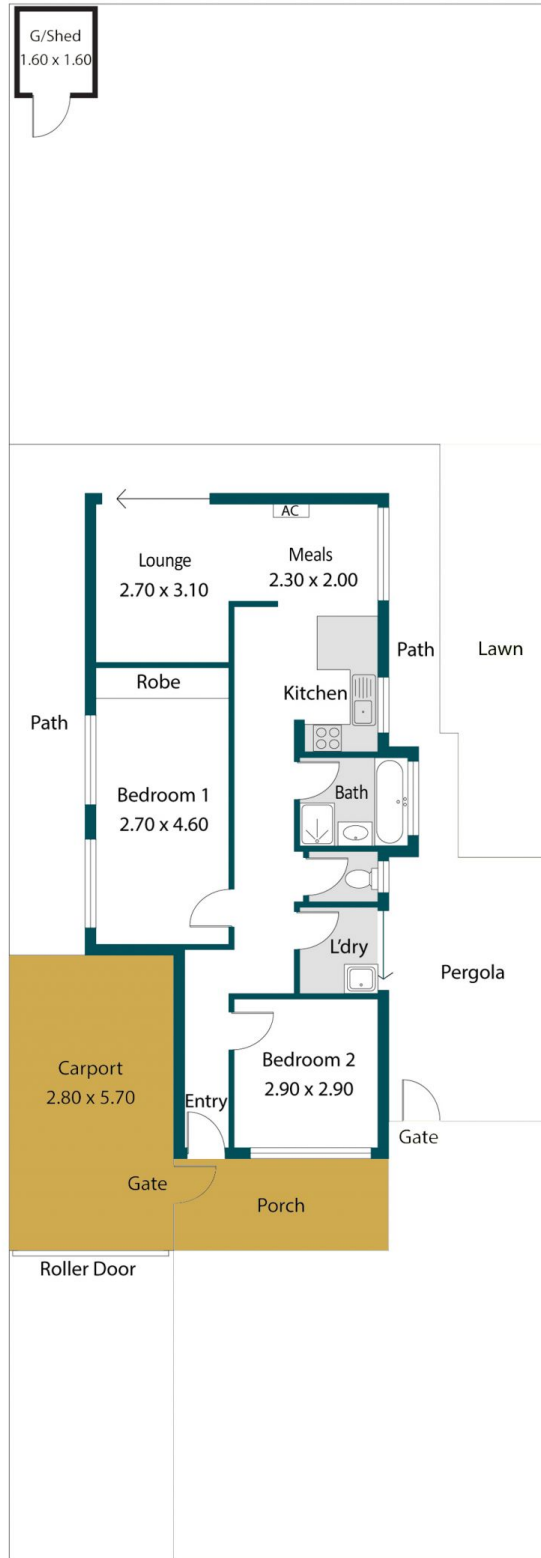 G/Shed
1.60 x 1.60
AC
Lounge
2.70 x 3.10
Meals
2.30 x 2.00
Path
Lawn
Robe
Kitchen
Path
Bedroom 1
2.70 x 4.60
Bath
L'dry
Pergola
Carport
2.80 x 5.70
Bedroom 2
2.90 x 2.90
Entry
Gate
Gate
Porch
Roller Door